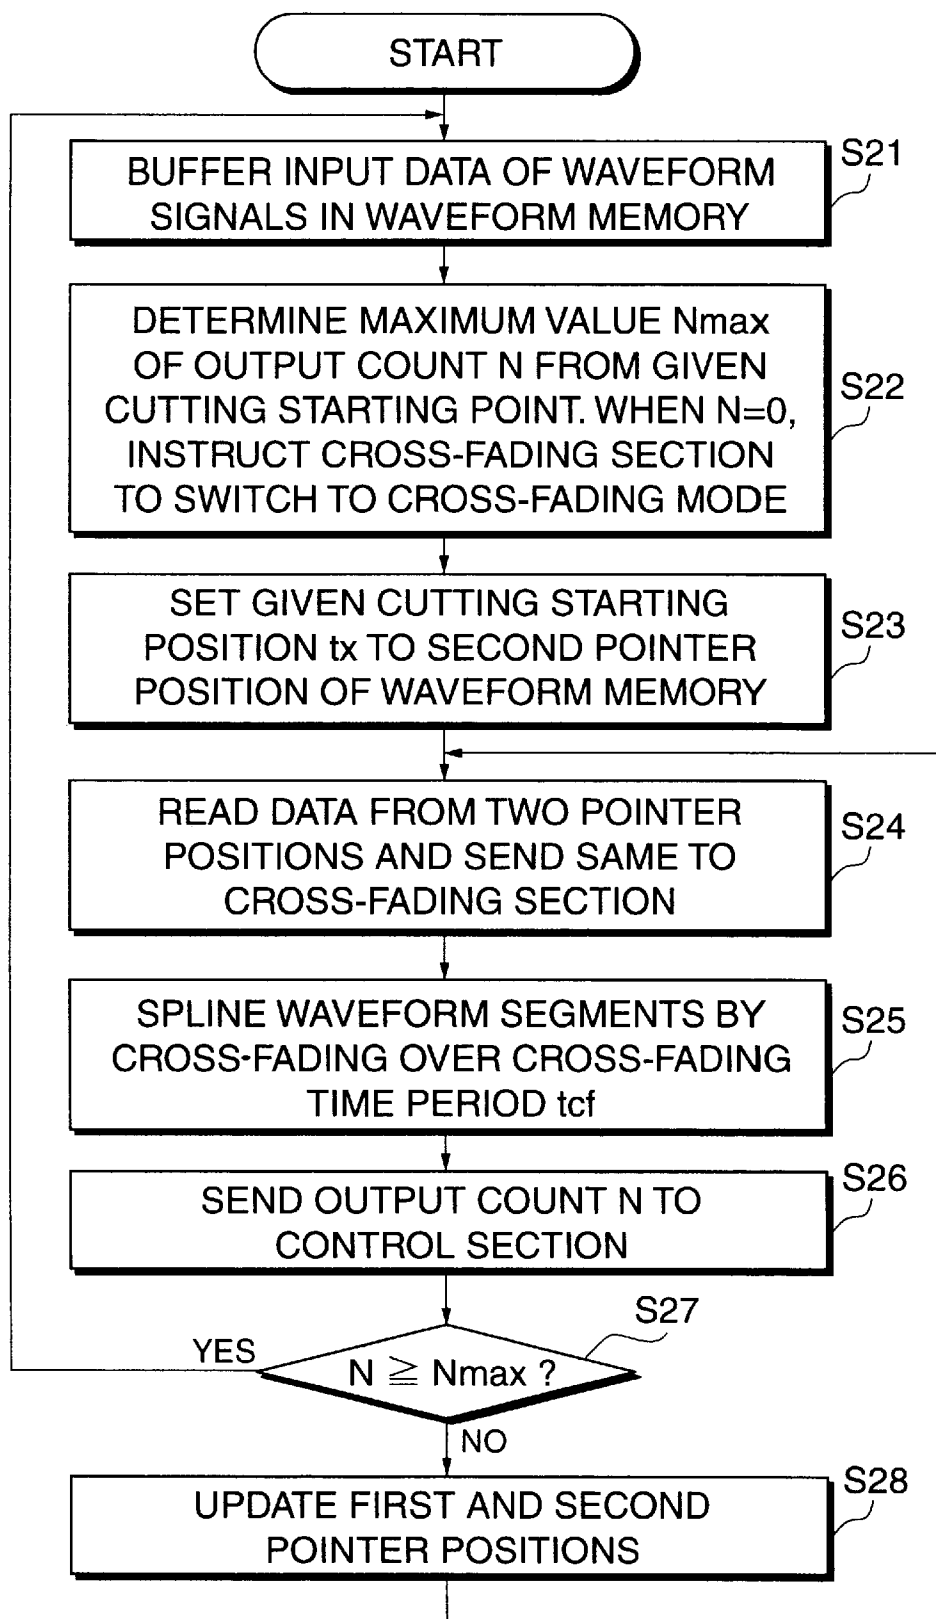 START
BUFFER INPUT DATA OF WAVEFORM
SIGNALS IN WAVEFORM MEMORY
S21
DETERMINE MAXIMUM VALUE Nmax
OF OUTPUT COUNT N FROM GIVEN
CUTTING STARTING POINT. WHEN N=0,
INSTRUCT CROSS-FADING SECTION
TO SWITCH TO CROSS-FADING MODE
S22
SET GIVEN CUTTING STARTING
POSITION tx TO SECOND POINTER
POSITION OF WAVEFORM MEMORY
S23
READ DATA FROM TWO POINTER
POSITIONS AND SEND SAME TO
CROSS-FADING SECTION
S24
SPLINE WAVEFORM SEGMENTS BY
CROSS-FADING OVER CROSS-FADING
TIME PERIOD tcf
S25
SEND OUTPUT COUNT N TO
CONTROL SECTION
S26
S27
YES
N ≧ Nmax ?
NO
UPDATE FIRST AND SECOND
POINTER POSITIONS
S28